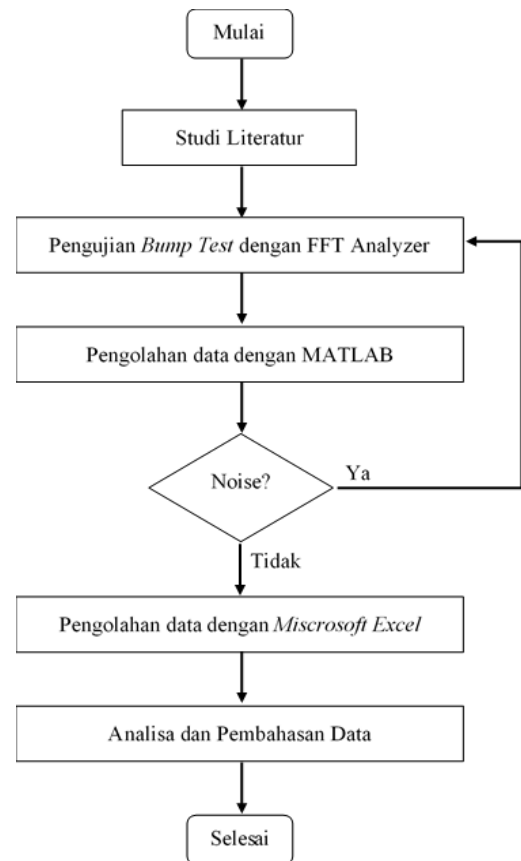 Mulai
Studi Literatur
Pengujian Bump Test dengan FFT Analyzer
Pengolahan data dengan MATLAB
Noise?
Ya
Tidak
Pengolahan data dengan Miscrosoft Excel
Analisa dan Pembahasan Data
Selesai